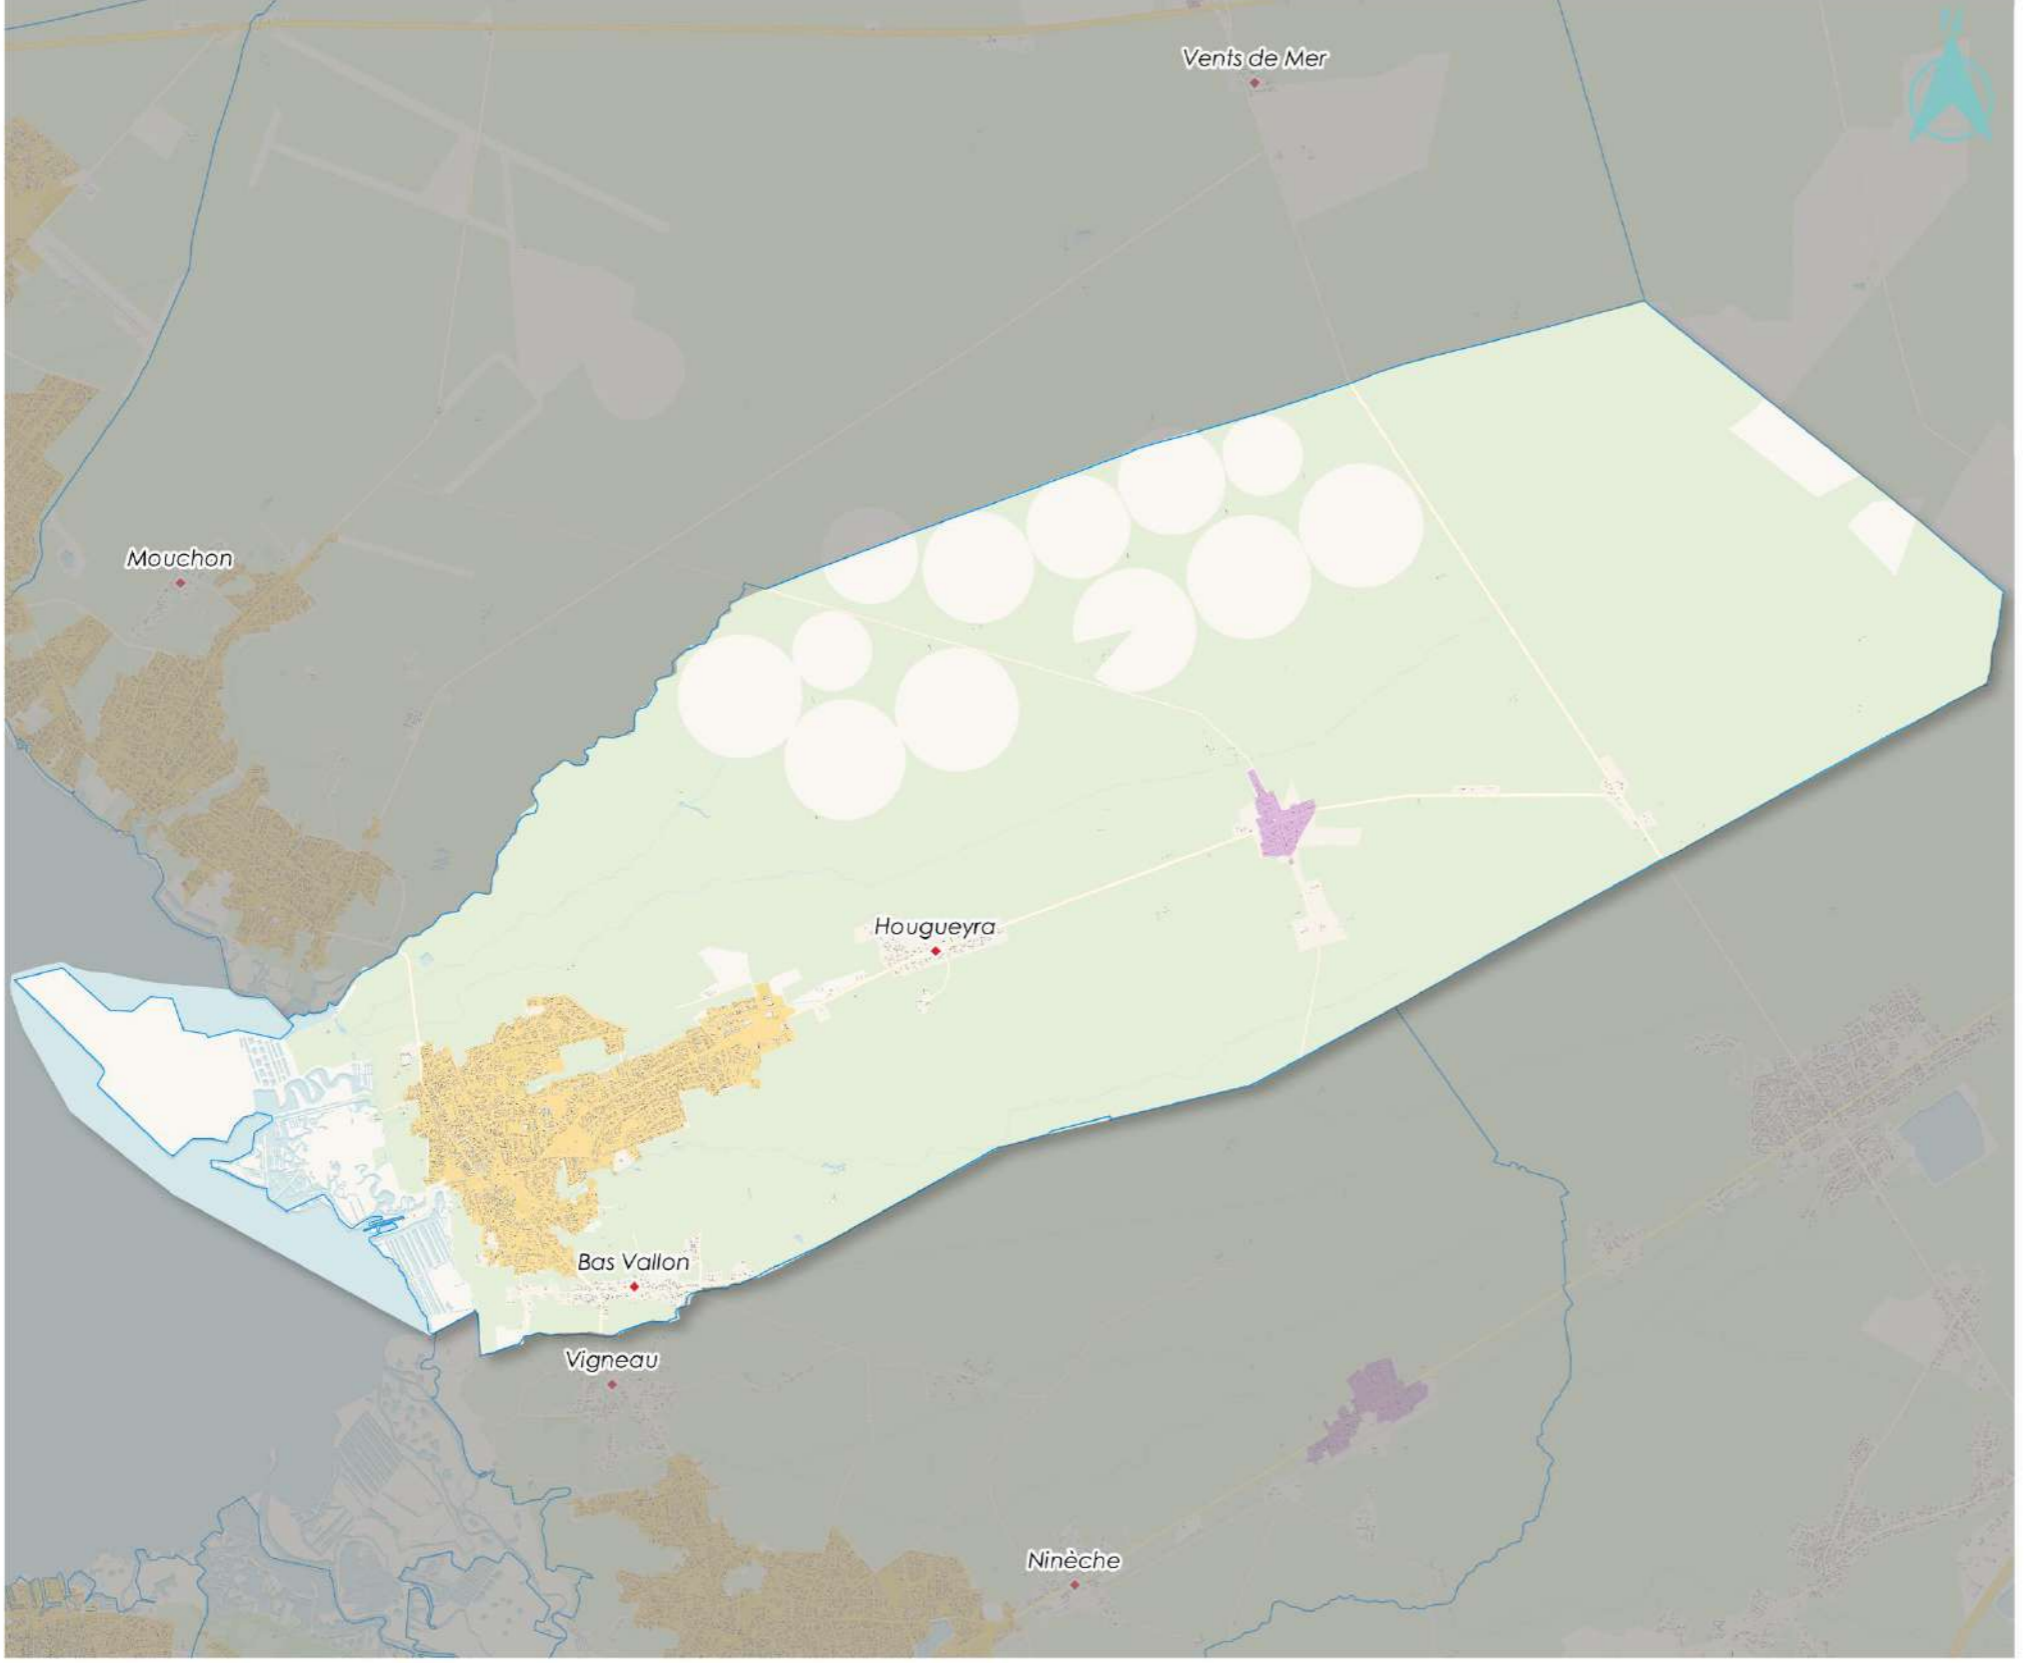 N
Vents de Mer
Mouchon
Hougueyra
Bas Vallon
Vigneau
Ninèche